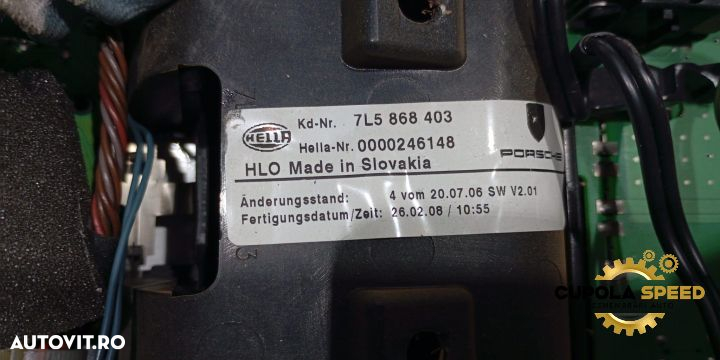 HELLA
Kd-Nr. 7L5 868 403
Hella-Nr. 0000246148
HLO Made in Slovakia
PORSCHE
Änderungsstand: 4 vom 20.07.06 SW V2.01
Fertigungsdatum/Zeit: 26.02.08 / 10:55
3
CUPOLA SPEED
AUTOVIT.RO